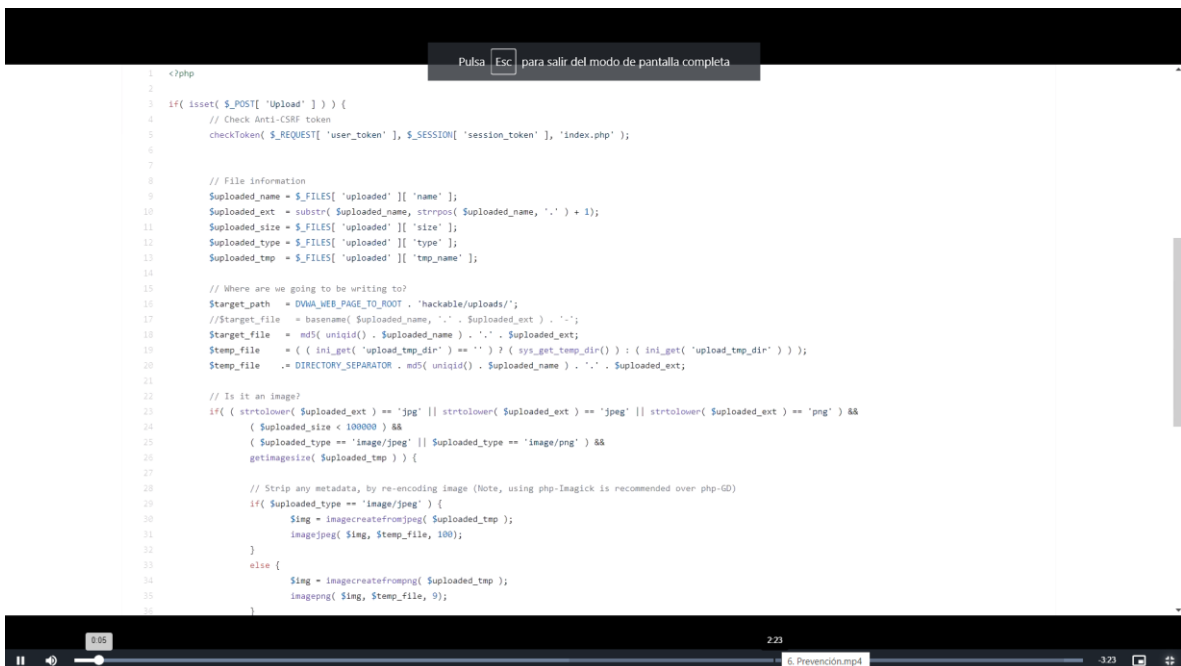 Pulsa Esc para salir del modo de pantalla completa
1 <?php
2
3 if( isset( $_POST[ 'Upload' ] ) ) {
4 // Check Anti-CSRF token
5 checkToken( $_REQUEST[ 'user_token' ], $_SESSION[ 'session_token' ], 'index.php' );
6
7
8 // File information
9 $uploaded_name = $_FILES[ 'uploaded' ][ 'name' ];
10 $uploaded_ext = substr( $uploaded_name, strrpos( $uploaded_name, '.' ) + 1);
11 $uploaded_size = $_FILES[ 'uploaded' ][ 'size' ];
12 $uploaded_type = $_FILES[ 'uploaded' ][ 'type' ];
13 $uploaded_tmp = $_FILES[ 'uploaded' ][ 'tmp_name' ];
14
15 // Where are we going to be writing to?
16 $target_path = DVWA_WEB_PAGE_TO_ROOT . 'hackable/uploads/';
17 //$target_file = basename( $uploaded_name, '.' . $uploaded_ext ) . '-';
18 $target_file = md5( uniqid() . $uploaded_name ) . '.' . $uploaded_ext;
19 $temp_file = ( ( ini_get( 'upload_tmp_dir' ) == '' ) ? ( sys_get_temp_dir() ) : ( ini_get( 'upload_tmp_dir' ) ) );
20 $temp_file .= DIRECTORY_SEPARATOR . md5( uniqid() . $uploaded_name ) . '.' . $uploaded_ext;
21
22 // Is it an image?
23 if( ( strtolower( $uploaded_ext ) == 'jpg' || strtolower( $uploaded_ext ) == 'jpeg' || strtolower( $uploaded_ext ) == 'png' ) &&
24 ( $uploaded_size < 100000 ) &&
25 ( $uploaded_type == 'image/jpeg' || $uploaded_type == 'image/png' ) &&
26 getimagesize( $uploaded_tmp ) ) {
27
28 // Strip any metadata, by re-encoding image (Note, using php-Imagick is recommended over php-GD)
29 if( $uploaded_type == 'image/jpeg' ) {
30 $img = imagecreatefromjpeg( $uploaded_tmp );
31 imagejpeg( $img, $temp_file, 100);
32 }
33 else {
34 $img = imagecreatefrompng( $uploaded_tmp );
35 imagepng( $img, $temp_file, 9);
36 }
0:05
2:23
6. Prevención.mp4
-3:23